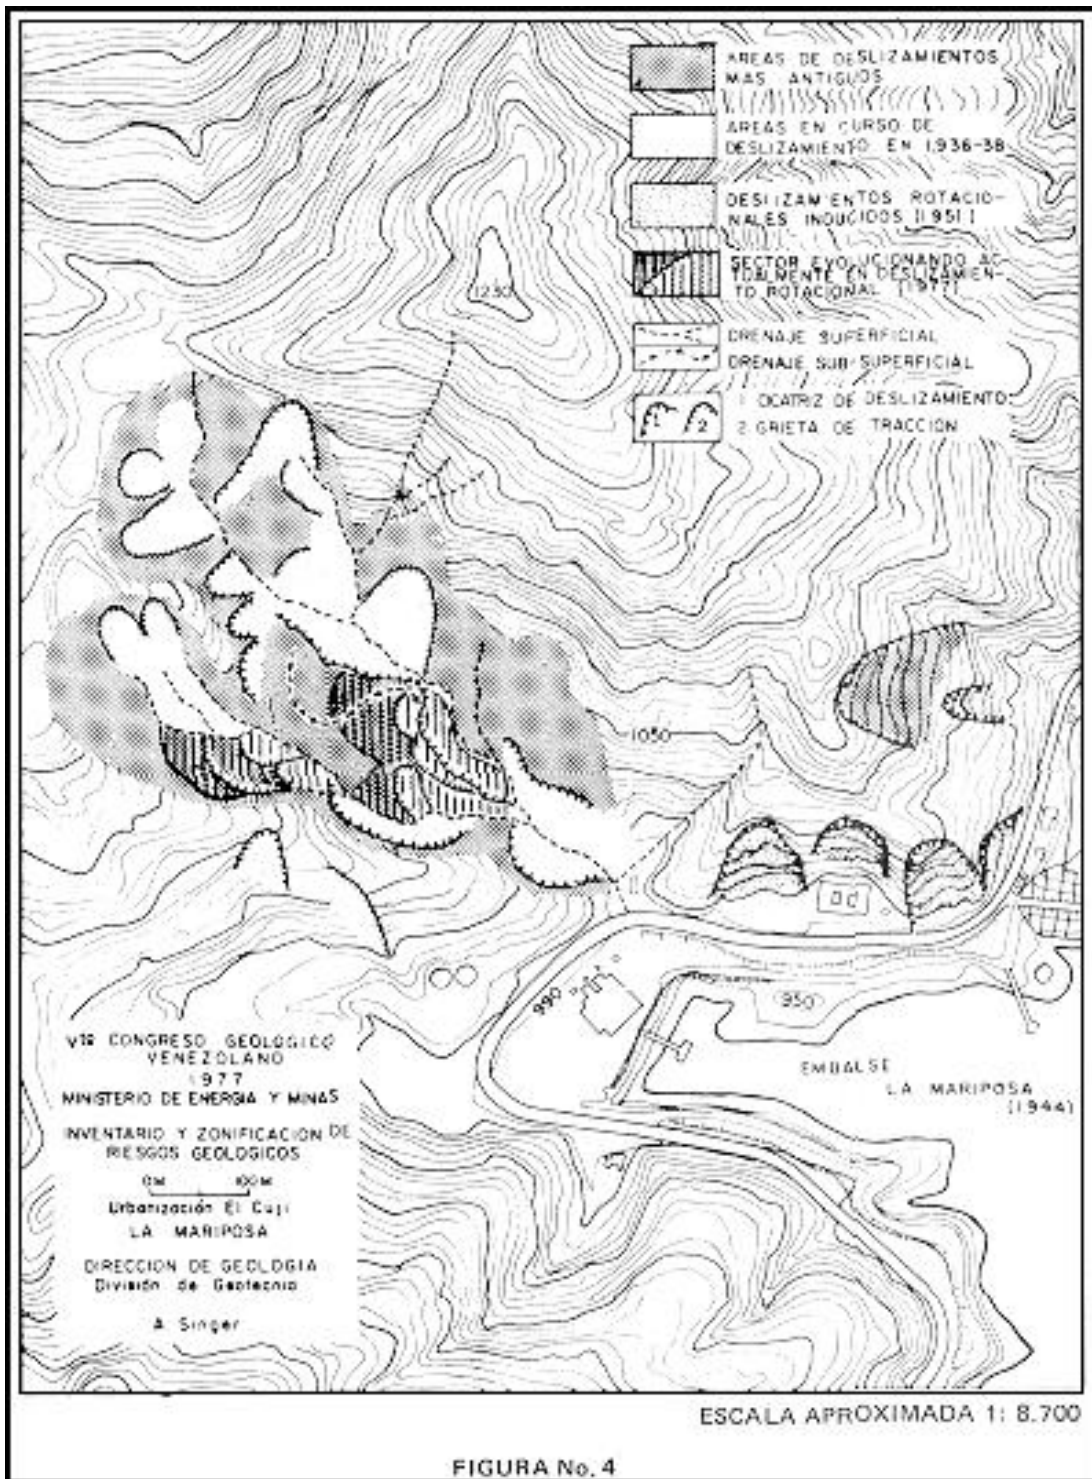 AREAS DE DESLIZAMIENTOS
MAS ANTIGUOS
AREAS EN CURSO DE
DESLIZAMIENTO EN 1.936-38
DESLIZAMIENTOS ROTACIO-
NALES INDUCIDOS (1951)
SECTOR EVOLUCIONANDO AC-
TUALMENTE EN DESLIZAMIEN-
TO ROTACIONAL (1977)
DRENAJE SUPERFICIAL
DRENAJE SUB-SUPERFICIAL
1 CICATRIZ DE DESLIZAMIENTO
2 GRIETA DE TRACCION
1
2
1230
1050
990
950
EMBALSE
LA MARIPOSA
(1944)
VTO CONGRESO GEOLOGICO
VENEZOLANO
1977
MINISTERIO DE ENERGIA Y MINAS
INVENTARIO Y ZONIFICACION DE
RIESGOS GEOLOGICOS
0M 100M
Urbanización El Cují
LA MARIPOSA
DIRECCION DE GEOLOGIA
División de Geotecnia
A Singer
ESCALA APROXIMADA 1: 8.700
FIGURA No. 4